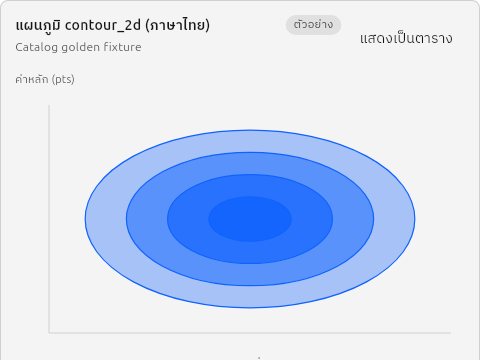 แผนภูมิ contour_2d (ภาษาไทย)
ตัวอย่าง
แสดงเป็นตาราง
Catalog golden fixture
ค่าหลัก (pts)